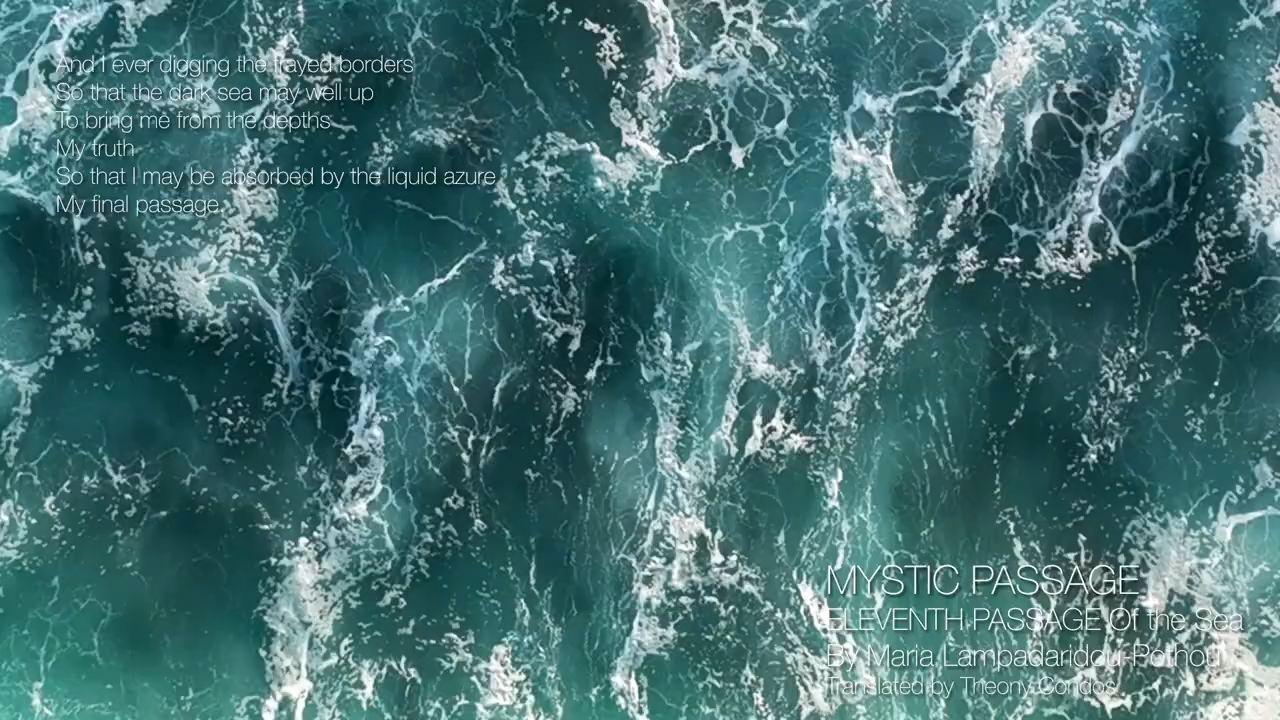 And I ever digging the frayed borders
So that the dark sea may well up
To bring me from the depths
My truth
So that I may be absorbed by the liquid azure
My final passage.
MYSTIC PASSAGE
ELEVENTH PASSAGE Of the Sea
By Maria Lampadaridou-Pothou
Translated by Theony Condos